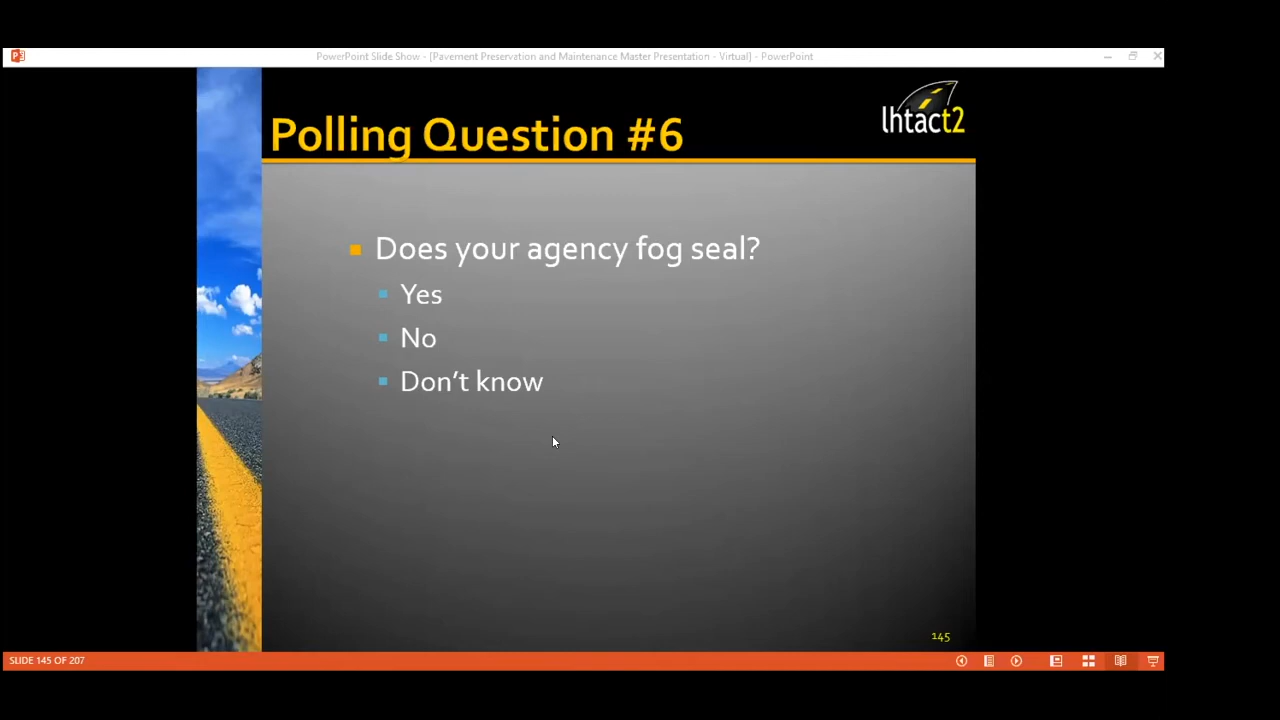 PowerPoint Slide Show - [Pavement Preservation and Maintenance Master Presentation - Virtual] - PowerPoint
lhtact2
Polling Question #6
Does your agency fog seal?
Yes
No
Don't know
145
SLIDE 145 OF 207